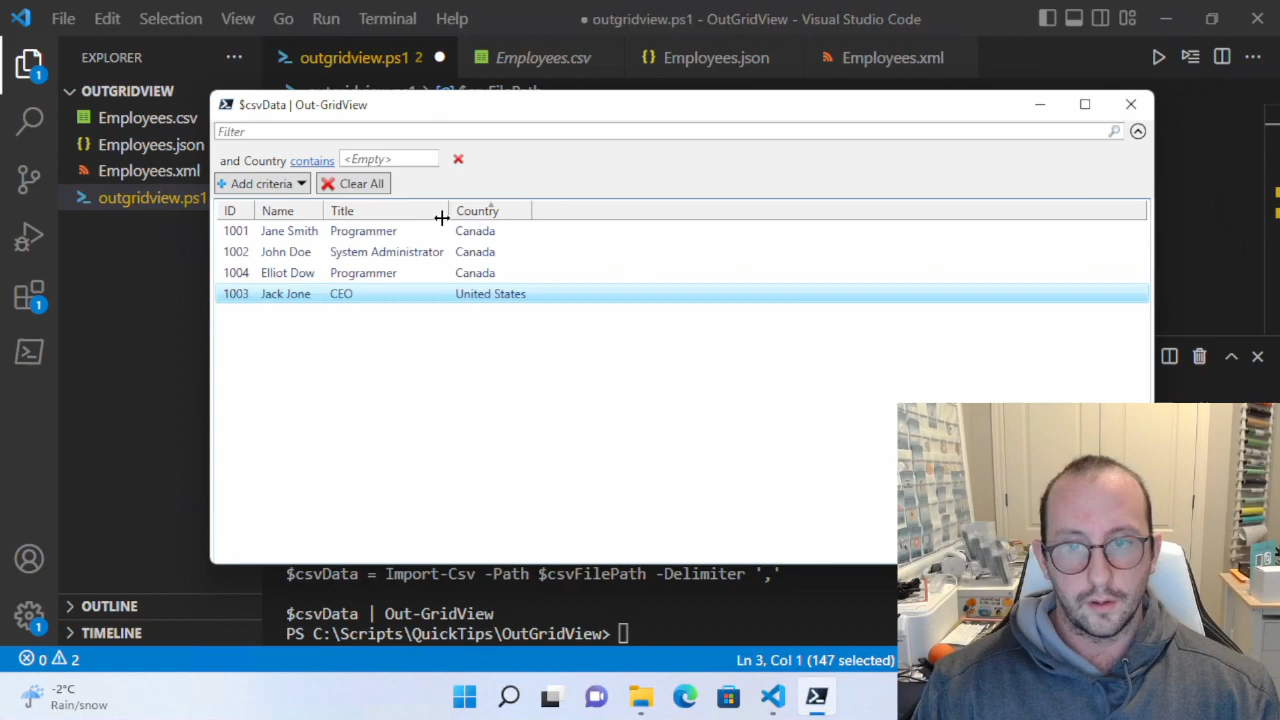 File Edit Selection View Go Run Terminal Help
● outgridview.ps1 - OutGridView - Visual Studio Code
EXPLORER
outgridview.ps1 2
Employees.csv
Employees.json
Employees.xml
OUTGRIDVIEW
Employees.csv
Employees.json
Employees.xml
outgridview.ps1
$csvData | Out-GridView
Filter
and Country contains <Empty>
Add criteria
Clear All
ID Name Title Country
1001 Jane Smith Programmer Canada
1002 John Doe System Administrator Canada
1004 Elliot Dow Programmer Canada
1003 Jack Jone CEO United States
$csvData = Import-Csv -Path $csvFilePath -Delimiter ','
$csvData | Out-GridView
PS C:\Scripts\QuickTips\OutGridView>
OUTLINE
TIMELINE
1
1
1
0 2
Ln 3, Col 1 (147 selected)
-2°C
Rain/snow